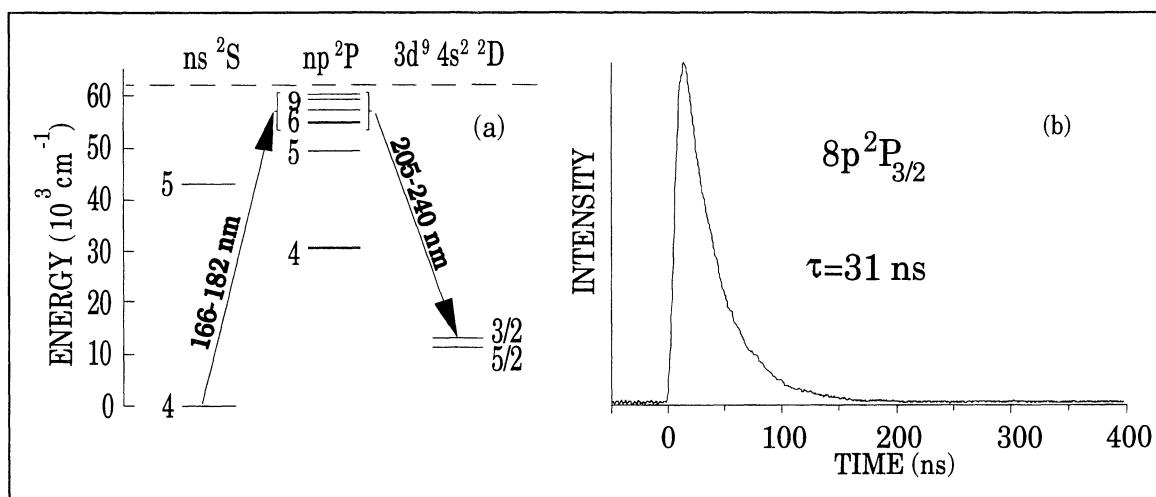 ns ²S np ²P 3d⁹ 4s² ²D
ENERGY (10³ cm⁻¹)
60
50
40
30
20
10
0
5
4
9
6
5
4
166-182 nm
205-240 nm
3/2
5/2
(a)
(b)
8p ²P₃/₂
τ=31 ns
INTENSITY
0 100 200 300 400
TIME (ns)